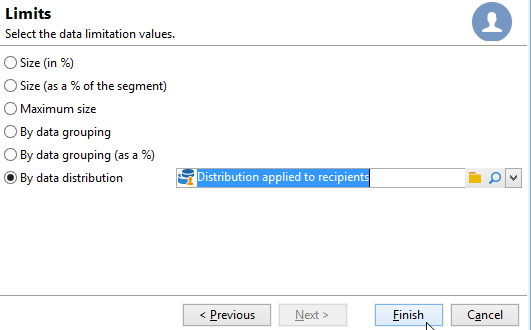 Limits
Select the data limitation values.
Size (in %)
Size (as a % of the segment)
Maximum size
By data grouping
By data grouping (as a %)
By data distribution
Distribution applied to recipients
< Previous
Next >
Finish
Cancel